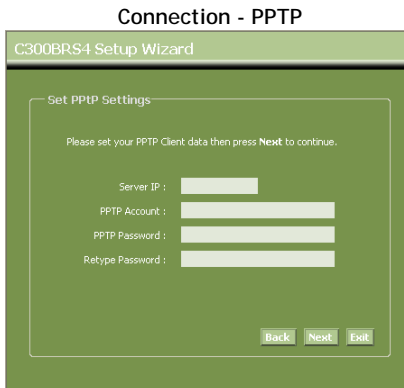 Connection - PPTP
C300BRS4 Setup Wizard
Set PPtP Settings
Please set your PPTP Client data then press Next to continue.
Server IP :
PPTP Account :
PPTP Password :
Retype Password :
Back Next Exit